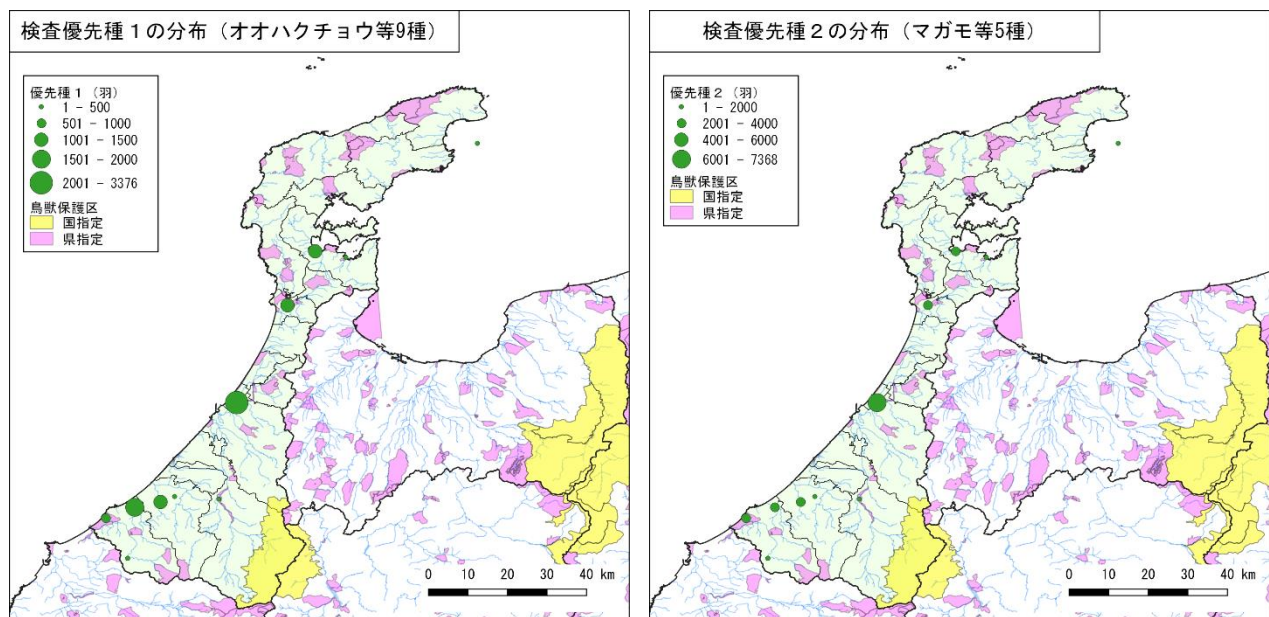 検査優先種１の分布（オオハクチョウ等9種）
優先種１（羽）
1 - 500
501 - 1000
1001 - 1500
1501 - 2000
2001 - 3376
鳥獣保護区
国指定
県指定
0 10 20 30 40 km
検査優先種２の分布（マガモ等5種）
優先種２（羽）
1 - 2000
2001 - 4000
4001 - 6000
6001 - 7368
鳥獣保護区
国指定
県指定
0 10 20 30 40 km